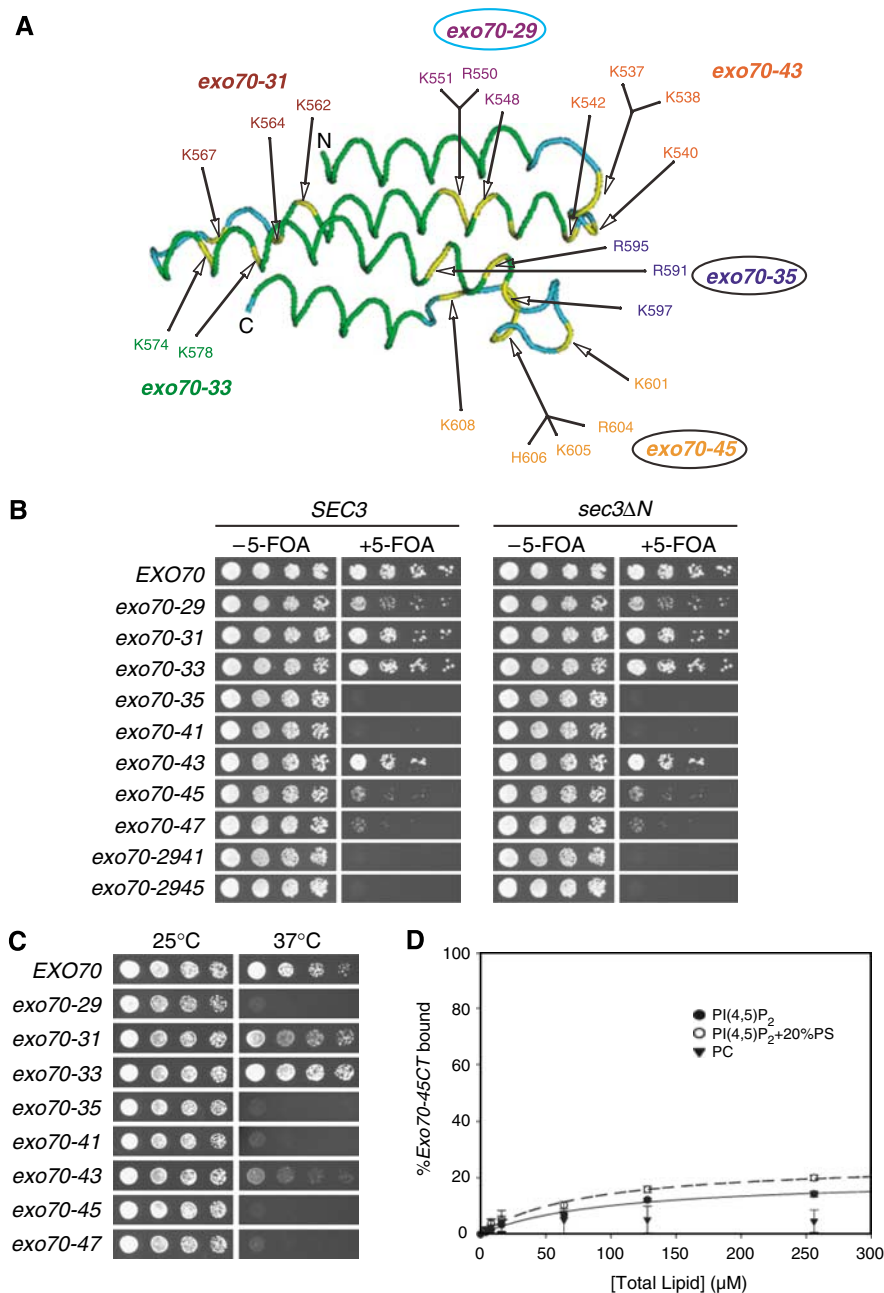 A
exo70-29
exo70-31
exo70-43
K551
R550
K548
K537
K538
K542
K540
K562
K564
K567
N
R595
R591
exo70-35
K597
C
K574
K578
exo70-33
K601
K608
R604
K605
H606
exo70-45
B
SEC3
sec3ΔN
−5-FOA
+5-FOA
−5-FOA
+5-FOA
EXO70
exo70-29
exo70-31
exo70-33
exo70-35
exo70-41
exo70-43
exo70-45
exo70-47
exo70-2941
exo70-2945
C
25°C
37°C
EXO70
exo70-29
exo70-31
exo70-33
exo70-35
exo70-41
exo70-43
exo70-45
exo70-47
D
%Exo70-45CT bound
100
80
60
40
20
0
PI(4,5)P₂
PI(4,5)P₂+20%PS
PC
0
50
100
150
200
250
300
[Total Lipid] (μM)